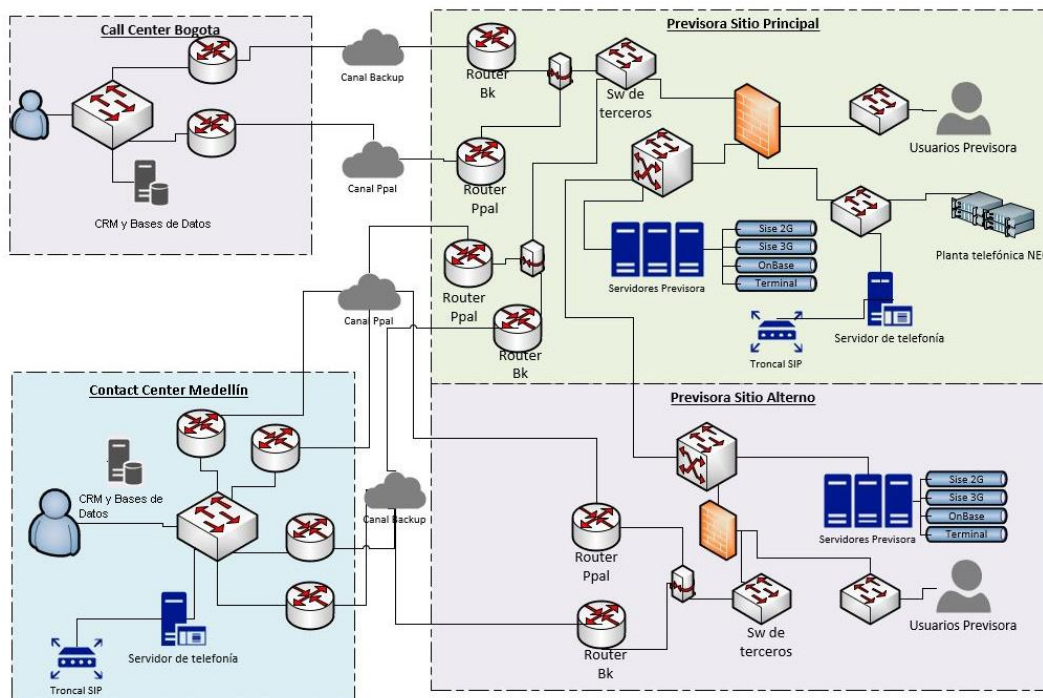 Call Center Bogota
CRM y Bases de Datos
Canal Backup
Canal Ppal
Previsora Sitio Principal
Router
Bk
Sw de
terceros
Router
Ppal
Router
Ppal
Router
Bk
Usuarios Previsora
Servidores Previsora
Sise 2G
Sise 3G
OnBase
Terminal
Planta telefónica NEC
Troncal SIP
Servidor de telefonía
Canal Ppal
Contact Center Medellín
CRM y Bases de
Datos
Canal Backup
Troncal SIP
Servidor de telefonía
Previsora Sitio Alterno
Router
Ppal
Router
Bk
Sw de
terceros
Servidores Previsora
Sise 2G
Sise 3G
OnBase
Terminal
Usuarios Previsora